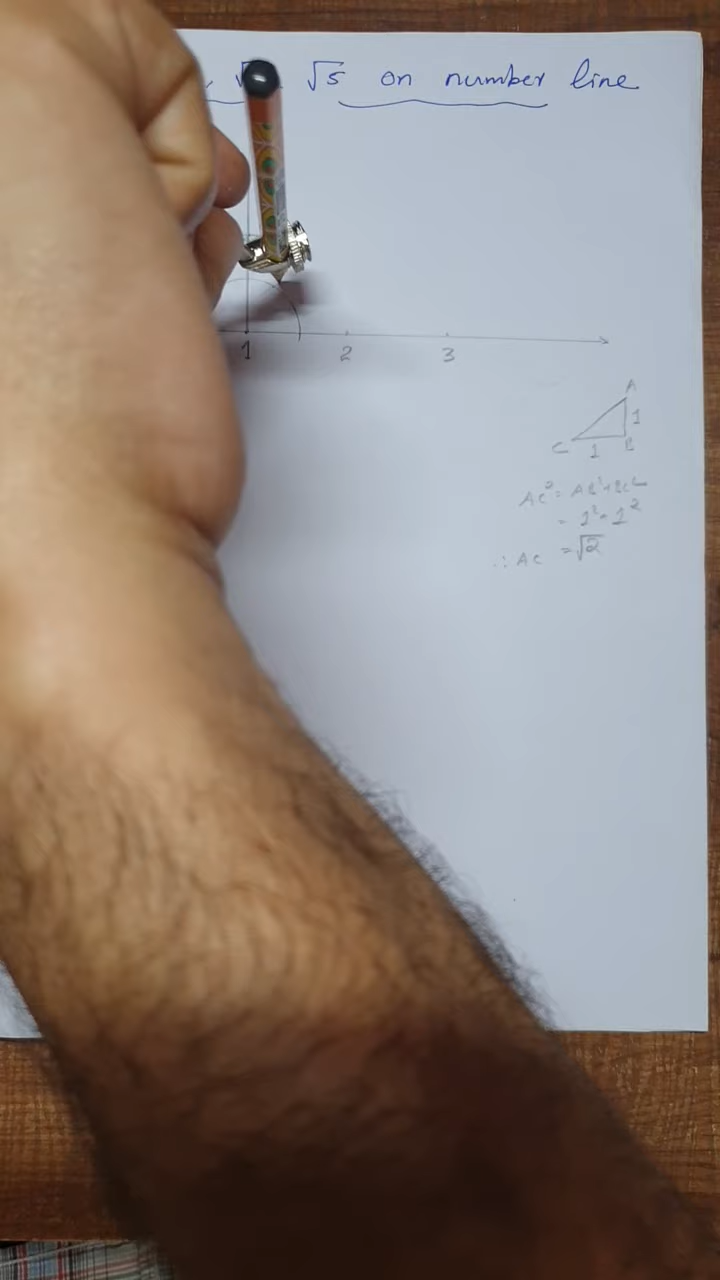 √5 on number line
1 2 3
A
1
C 1 B
AC² = AB² + BC²
= 1² + 1²
∴ AC = √2